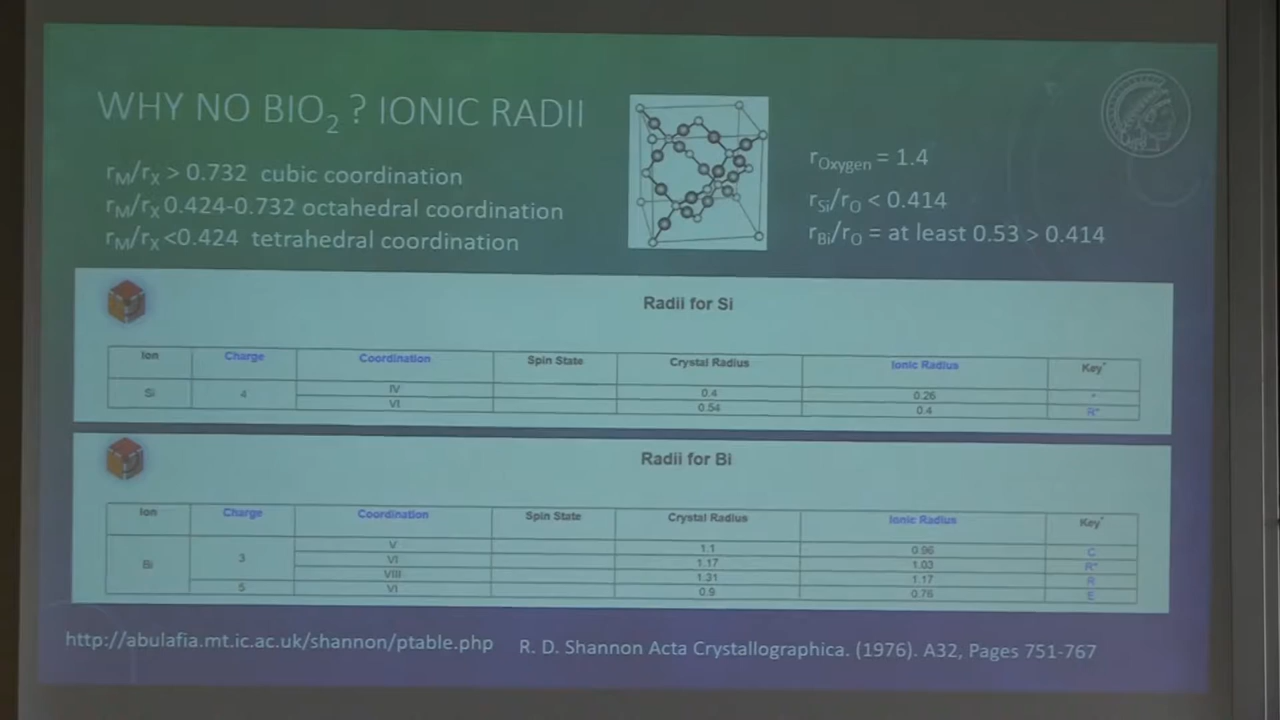 WHY NO BIO2 ? IONIC RADII
rM/rX > 0.732 cubic coordination
rM/rX 0.424-0.732 octahedral coordination
rM/rX <0.424 tetrahedral coordination
rOxygen = 1.4
rSi/rO < 0.414
rBi/rO = at least 0.53 > 0.414
Radii for Si
Ion Charge Coordination Spin State Crystal Radius Ionic Radius Key*
Si 4 IV 0.4 0.26 *
VI 0.54 0.4 R*
Radii for Bi
Ion Charge Coordination Spin State Crystal Radius Ionic Radius Key*
Bi 3 V 1.1 0.96 C
VI 1.17 1.03 R*
VIII 1.31 1.17 R
5 VI 0.9 0.76 E
http://abulafia.mt.ic.ac.uk/shannon/ptable.php
R. D. Shannon Acta Crystallographica. (1976). A32, Pages 751-767